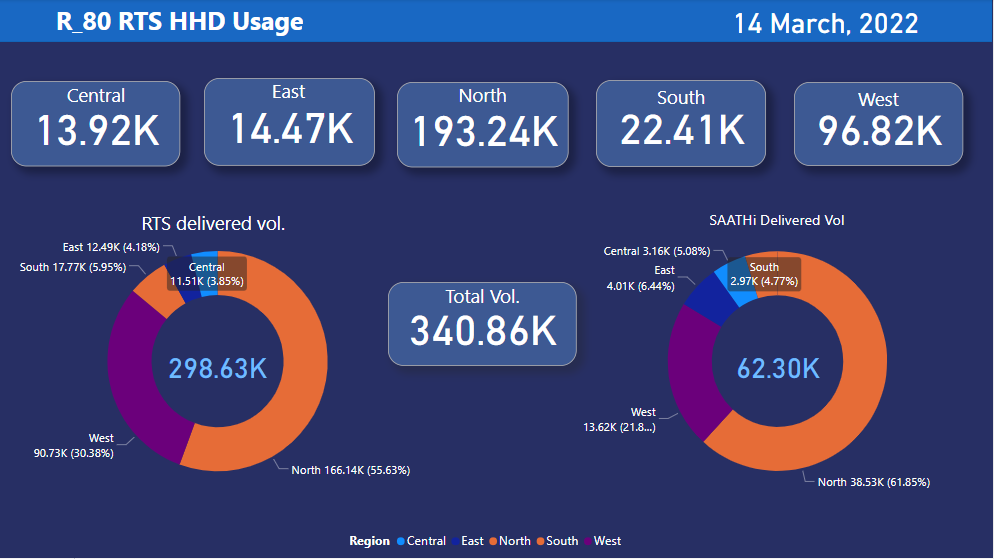 R_80 RTS HHD Usage
14 March, 2022
Central
13.92K
East
14.47K
North
193.24K
South
22.41K
West
96.82K
RTS delivered vol.
East 12.49K (4.18%)
South 17.77K (5.95%)
Central
11.51K (3.85%)
298.63K
West
90.73K (30.38%)
North 166.14K (55.63%)
Total Vol.
340.86K
SAATHi Delivered Vol
Central 3.16K (5.08%)
South
2.97K (4.77%)
East
4.01K (6.44%)
62.30K
West
13.62K (21.8...)
North 38.53K (61.85%)
Region Central East North South West